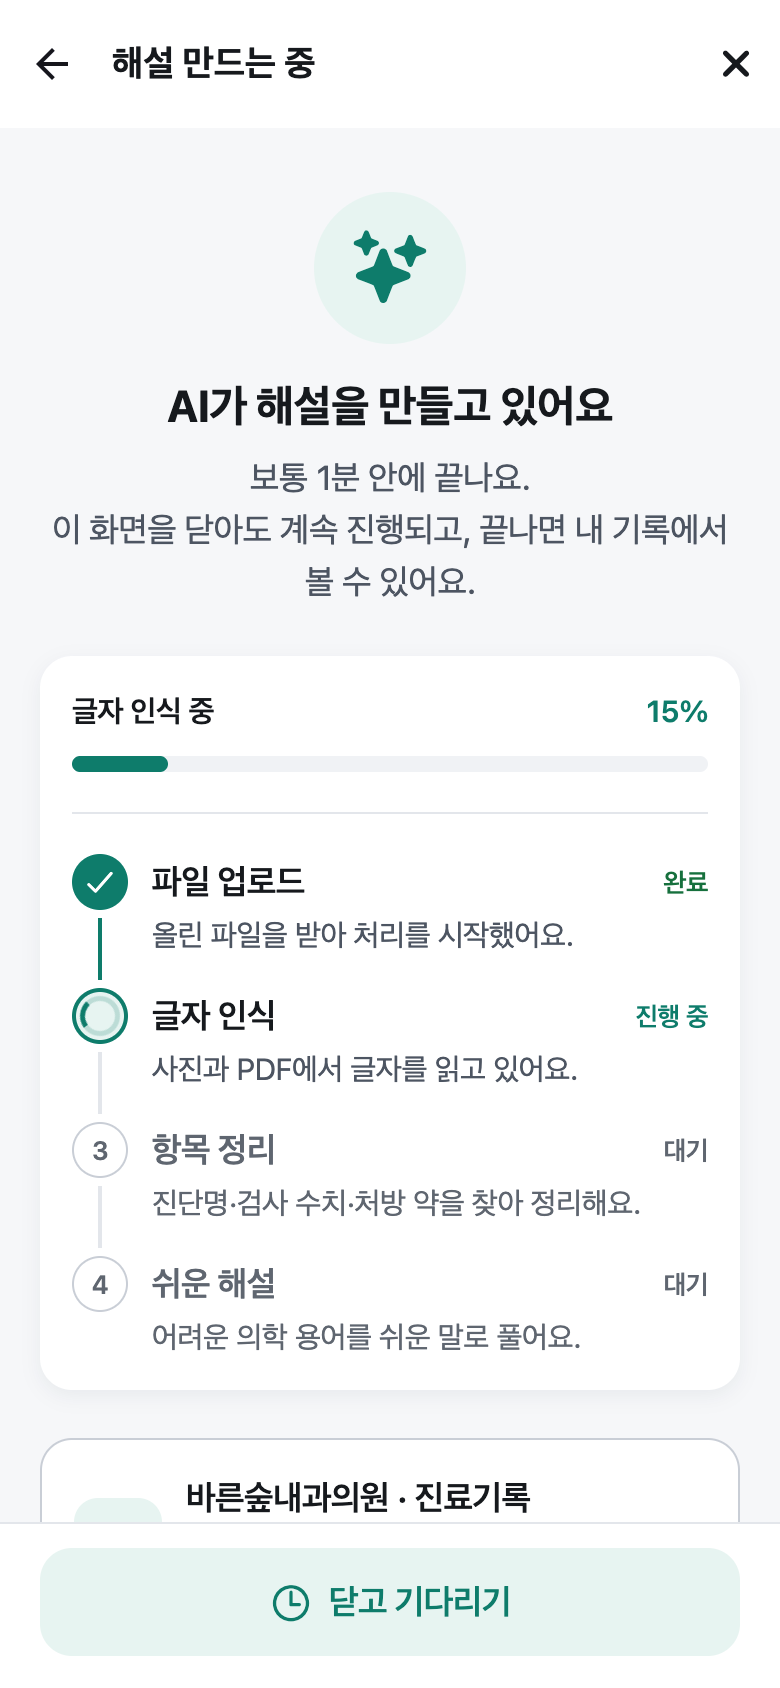 해설 만드는 중
AI가 해설을 만들고 있어요
보통 1분 안에 끝나요.
이 화면을 닫아도 계속 진행되고, 끝나면 내 기록에서
볼 수 있어요.
글자 인식 중
15%
파일 업로드
완료
올린 파일을 받아 처리를 시작했어요.
글자 인식
진행 중
사진과 PDF에서 글자를 읽고 있어요.
3
항목 정리
대기
진단명·검사 수치·처방 약을 찾아 정리해요.
4
쉬운 해설
대기
어려운 의학 용어를 쉬운 말로 풀어요.
바른숲내과의원 · 진료기록
닫고 기다리기